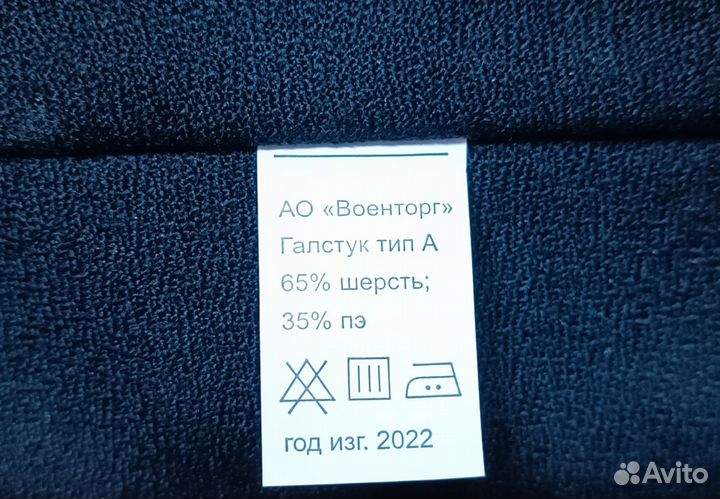 АО «Военторг»
Галстук тип А
65% шерсть;
35% пэ
год изг. 2022
Avito